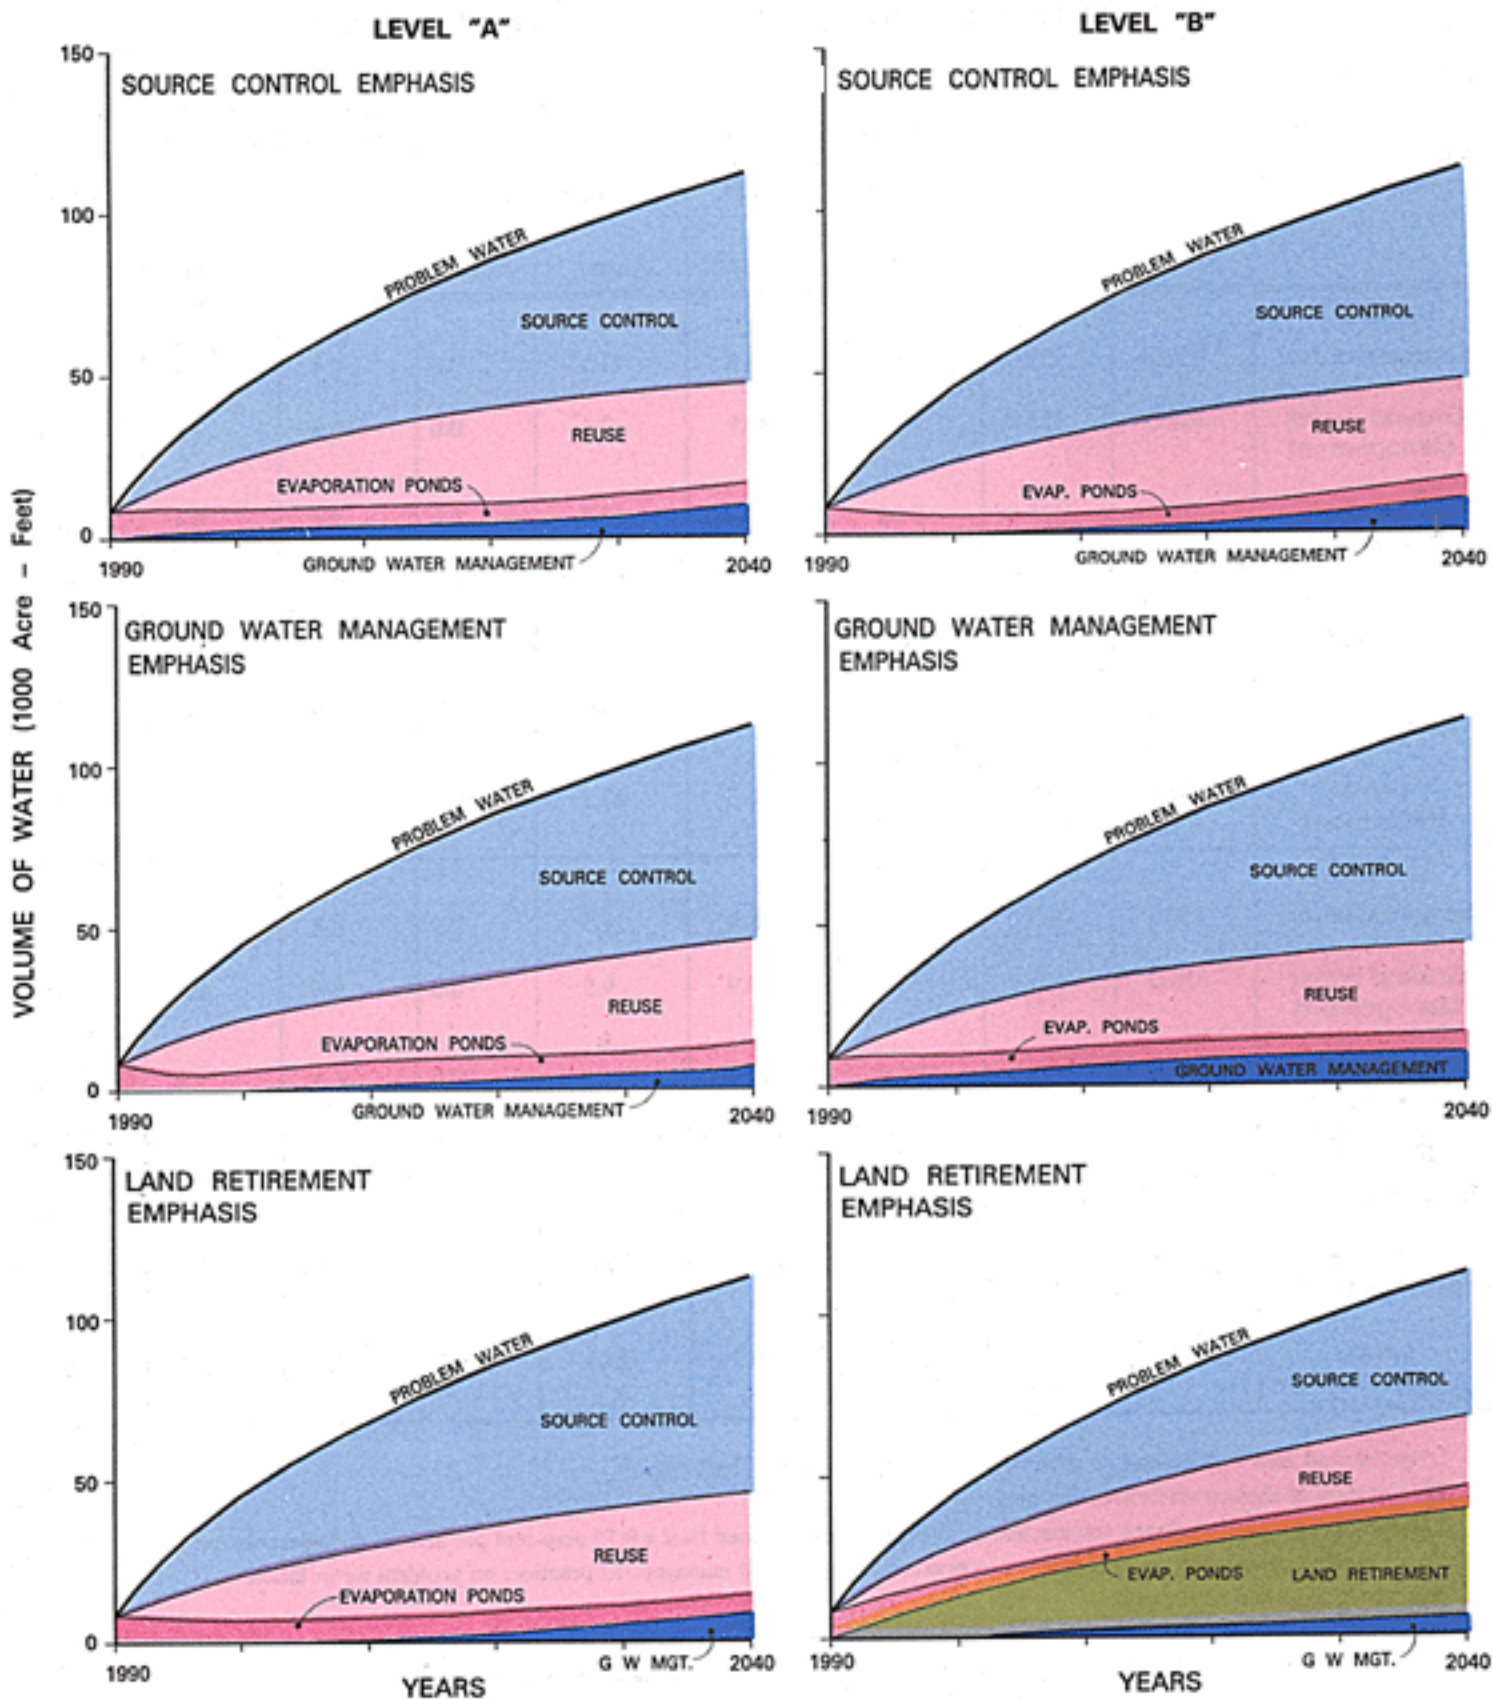 LEVEL "A"
LEVEL "B"
VOLUME OF WATER (1000 Acre – Feet)
150
SOURCE CONTROL EMPHASIS
100
PROBLEM WATER
SOURCE CONTROL
50
REUSE
EVAPORATION PONDS
0
GROUND WATER MANAGEMENT
1990
2040
SOURCE CONTROL EMPHASIS
PROBLEM WATER
SOURCE CONTROL
REUSE
EVAP. PONDS
GROUND WATER MANAGEMENT
1990
2040
150
GROUND WATER MANAGEMENT
EMPHASIS
100
PROBLEM WATER
SOURCE CONTROL
50
REUSE
EVAPORATION PONDS
0
GROUND WATER MANAGEMENT
1990
2040
GROUND WATER MANAGEMENT
EMPHASIS
PROBLEM WATER
SOURCE CONTROL
REUSE
EVAP. PONDS
GROUND WATER MANAGEMENT
1990
2040
150
LAND RETIREMENT
EMPHASIS
100
PROBLEM WATER
SOURCE CONTROL
50
REUSE
EVAPORATION PONDS
0
G W MGT.
1990
2040
YEARS
LAND RETIREMENT
EMPHASIS
PROBLEM WATER
SOURCE CONTROL
REUSE
EVAP. PONDS
LAND RETIREMENT
G W MGT.
1990
2040
YEARS